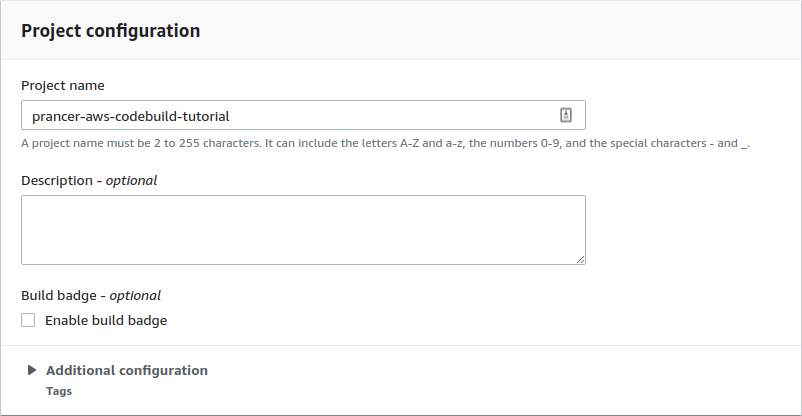 Project configuration
Project name
prancer-aws-codebuild-tutorial
A project name must be 2 to 255 characters. It can include the letters A-Z and a-z, the numbers 0-9, and the special characters - and _.
Description - optional
Build badge - optional
Enable build badge
Additional configuration
Tags